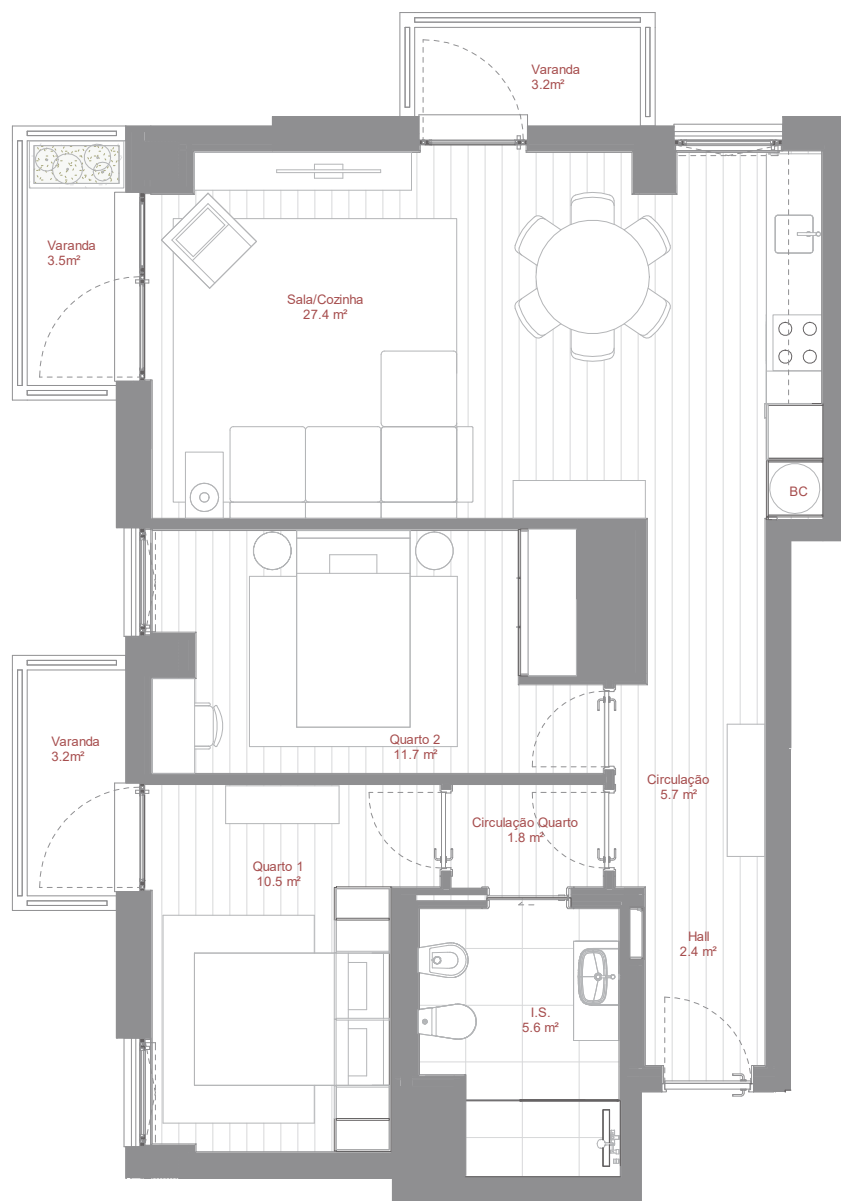 Varanda
3.2m²
Varanda
3.5m²
Sala/Cozinha
27.4 m²
BC
Quarto 2
11.7 m²
Varanda
3.2m²
Circulação
5.7 m²
Circulação Quarto
1.8 m²
Quarto 1
10.5 m²
Hall
2.4 m²
I.S.
5.6 m²